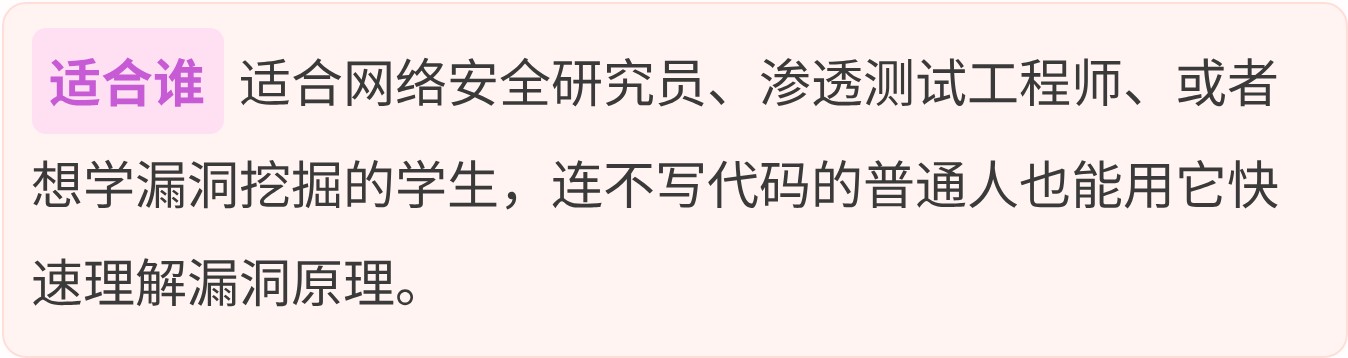 适合谁 适合网络安全研究员、渗透测试工程师、或者
想学漏洞挖掘的学生，连不写代码的普通人也能用它快
速理解漏洞原理。